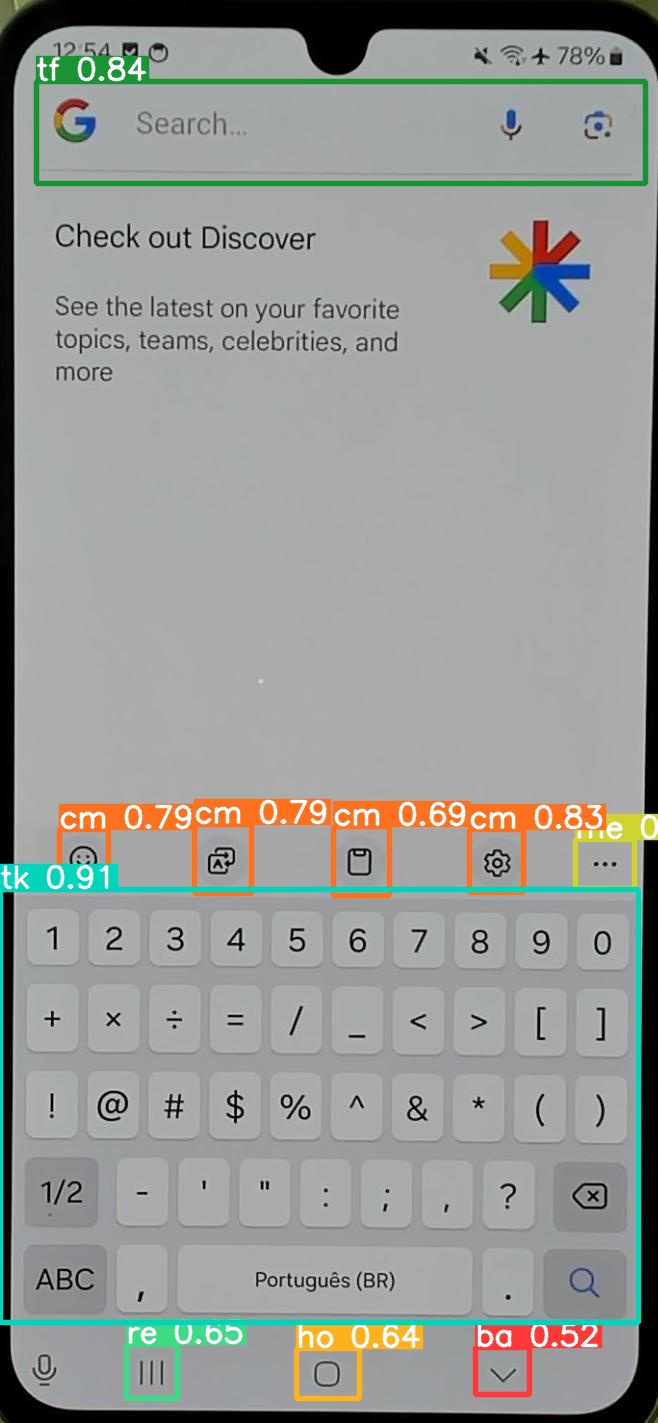 12:54 78%
tf 0.84
Search...
Check out Discover
See the latest on your favorite
topics, teams, celebrities, and
more
cm 0.79 cm 0.79 cm 0.69 cm 0.83 me 0
tk 0.91
1 2 3 4 5 6 7 8 9 0
+ × ÷ = / _ < > [ ]
! @ # $ % ^ & * ( )
1/2 - ' " : ; , ?
ABC , Português (BR) .
re 0.65 ho 0.64 ba 0.52